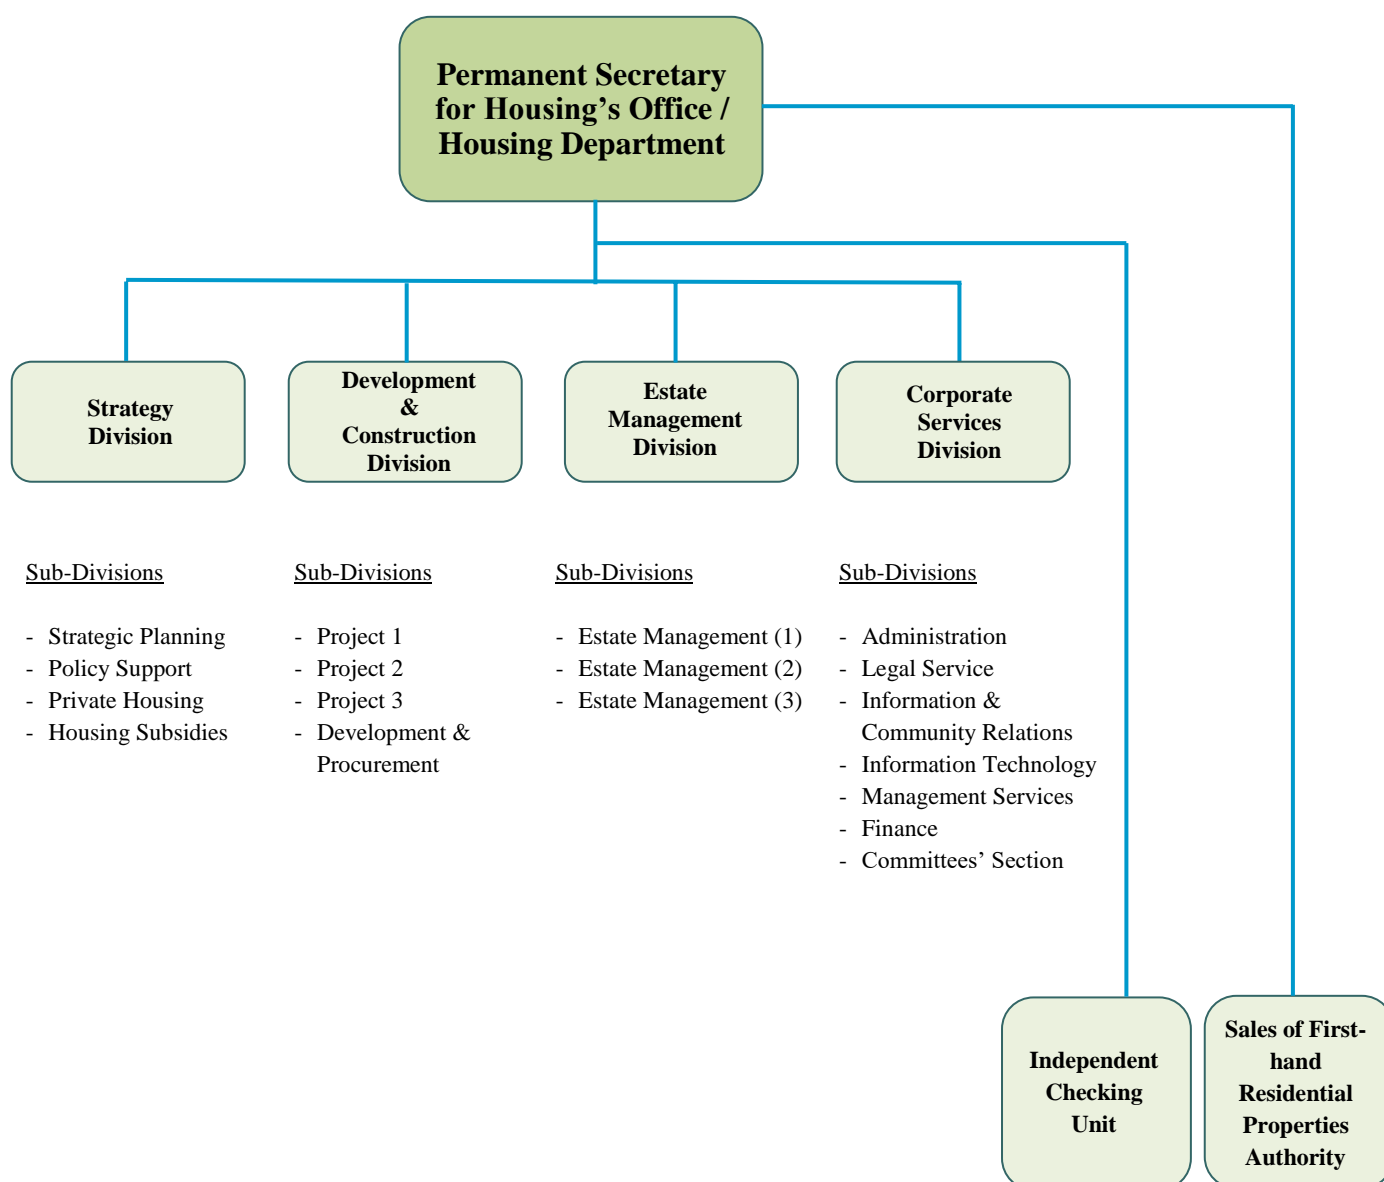 Permanent Secretary
for Housing’s Office /
Housing Department
Strategy
Division
Development
&
Construction
Division
Estate
Management
Division
Corporate
Services
Division
Sub-Divisions
- Strategic Planning
- Policy Support
- Private Housing
- Housing Subsidies
Sub-Divisions
- Project 1
- Project 2
- Project 3
- Development &
Procurement
Sub-Divisions
- Estate Management (1)
- Estate Management (2)
- Estate Management (3)
Sub-Divisions
- Administration
- Legal Service
- Information &
Community Relations
- Information Technology
- Management Services
- Finance
- Committees’ Section
Independent
Checking
Unit
Sales of First-
hand
Residential
Properties
Authority